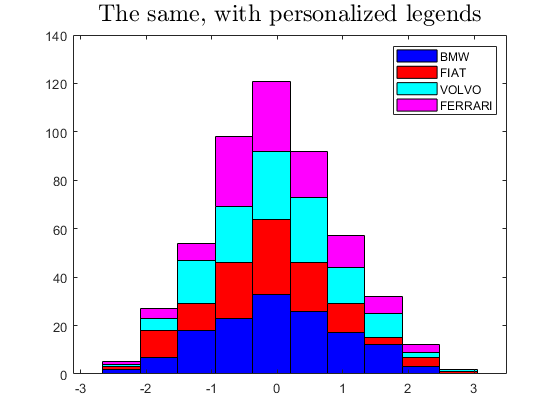 The same, with personalized legends
140
120
100
80
60
40
20
0
BMW
FIAT
VOLVO
FERRARI
-3 -2 -1 0 1 2 3